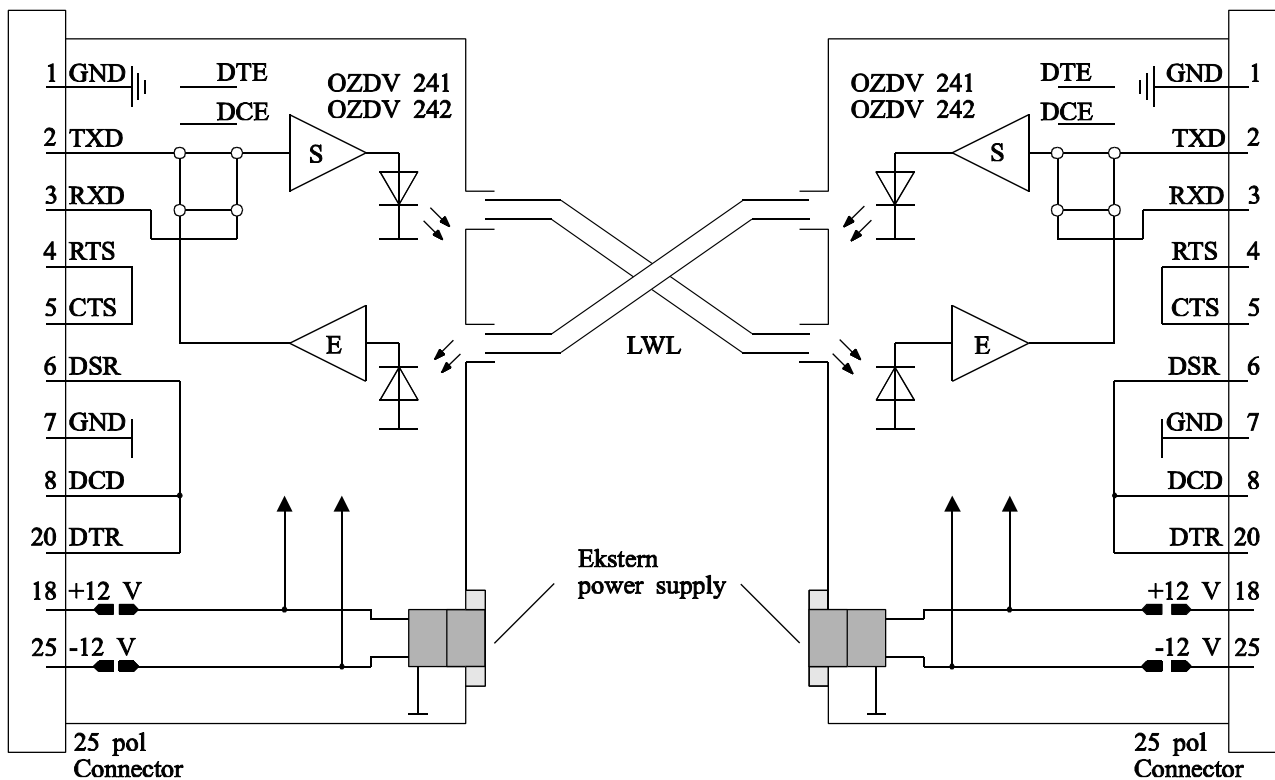 1 GND
DTE
DCE
OZDV 241
OZDV 242
2 TXD
S
3 RXD
4 RTS
5 CTS
E
6 DSR
7 GND
8 DCD
20 DTR
18 +12 V
25 -12 V
25 pol
Connector
LWL
Ekstern
power supply
OZDV 241
OZDV 242
DTE
DCE
GND 1
S
TXD 2
RXD 3
RTS 4
CTS 5
E
DSR 6
GND 7
DCD 8
DTR 20
+12 V 18
-12 V 25
25 pol
Connector